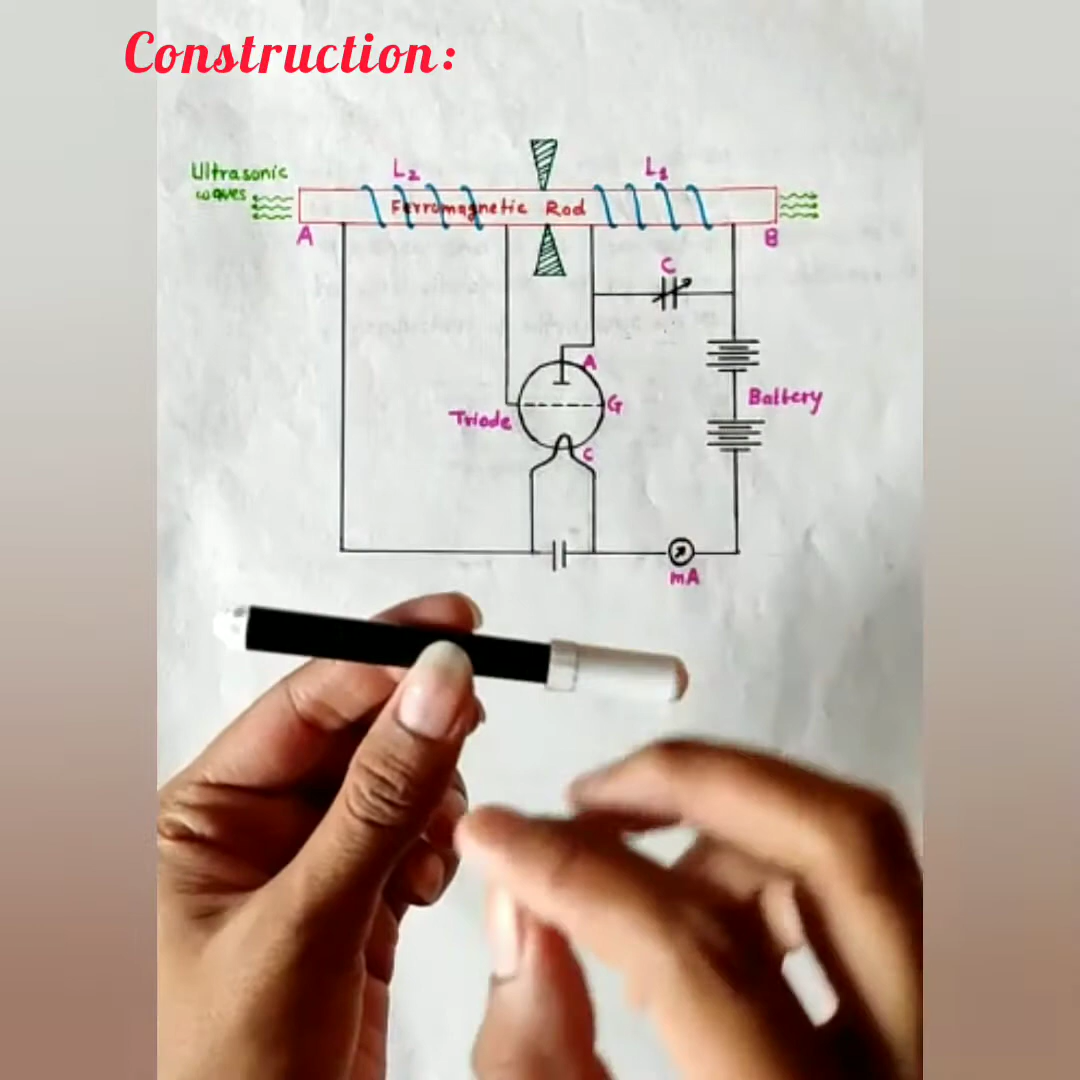 Construction:
Ultrasonic
waves
L₂
L₁
Ferromagnetic Rod
A
B
C
A
G
Triode
C
Battery
mA